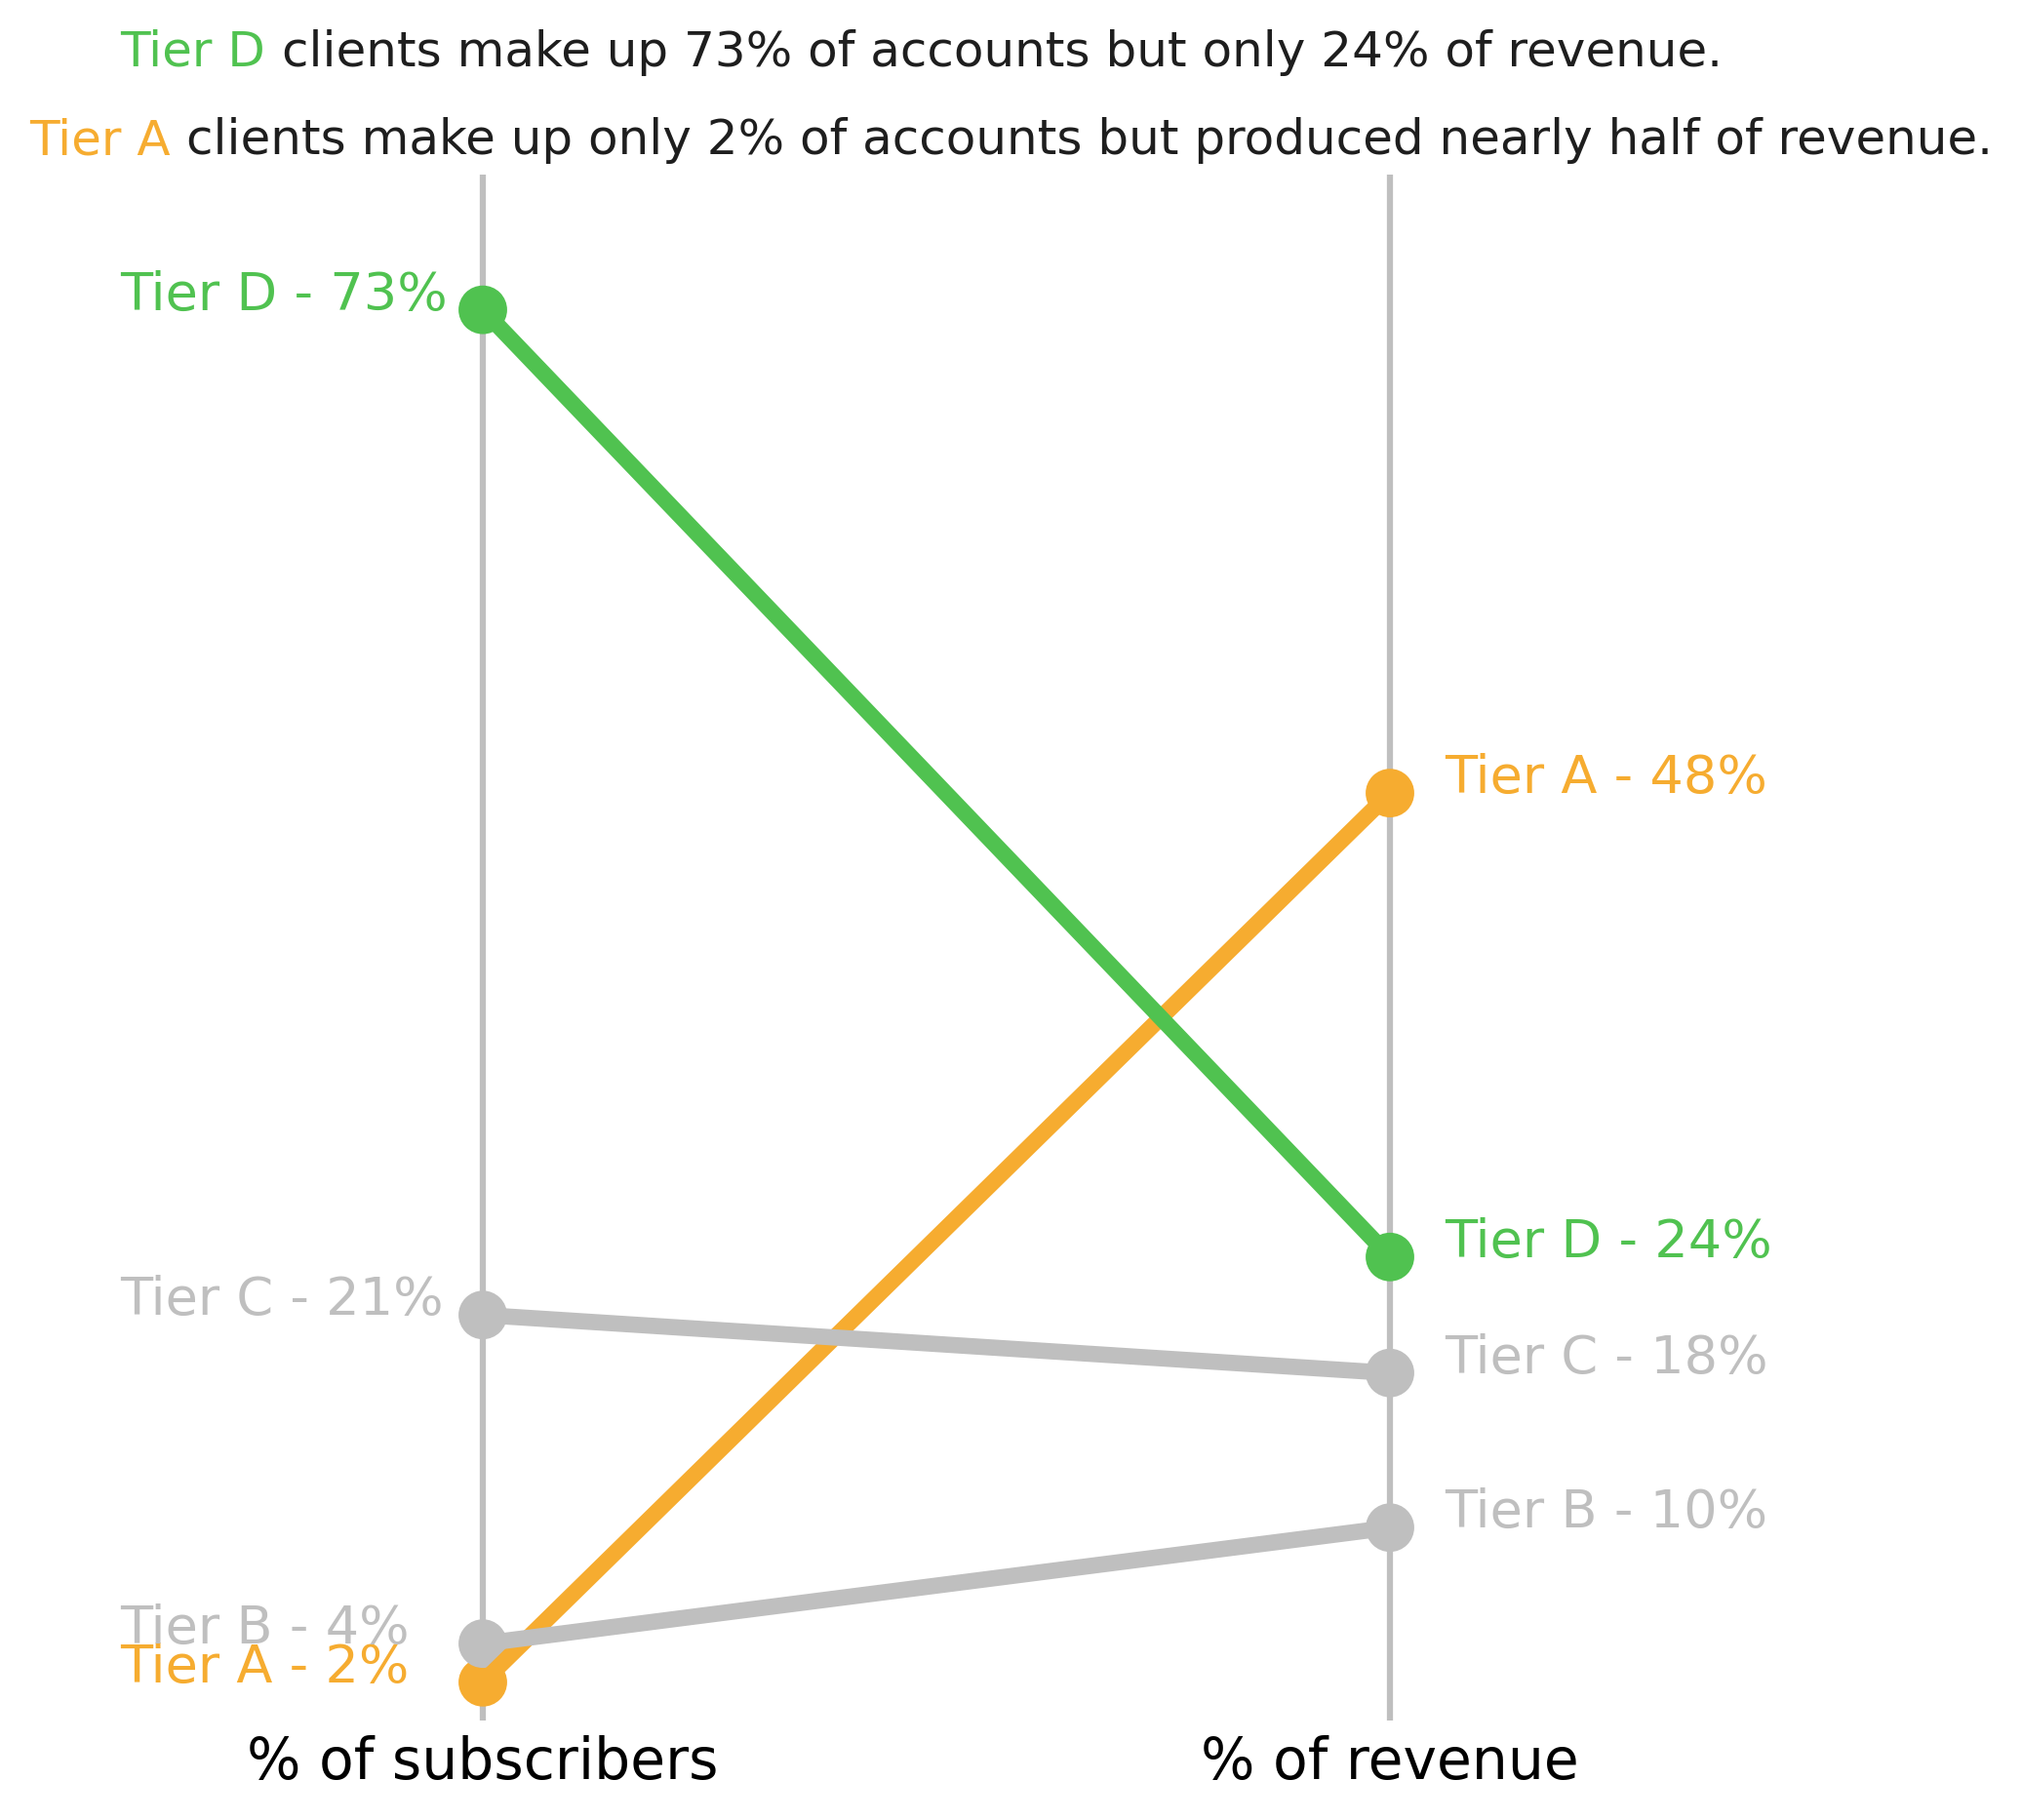 Tier D clients make up 73% of accounts but only 24% of revenue.
Tier A clients make up only 2% of accounts but produced nearly half of revenue.
Tier D - 73%
Tier A - 48%
Tier D - 24%
Tier C - 21%
Tier C - 18%
Tier B - 10%
Tier B - 4%
Tier A - 2%
% of subscribers
% of revenue